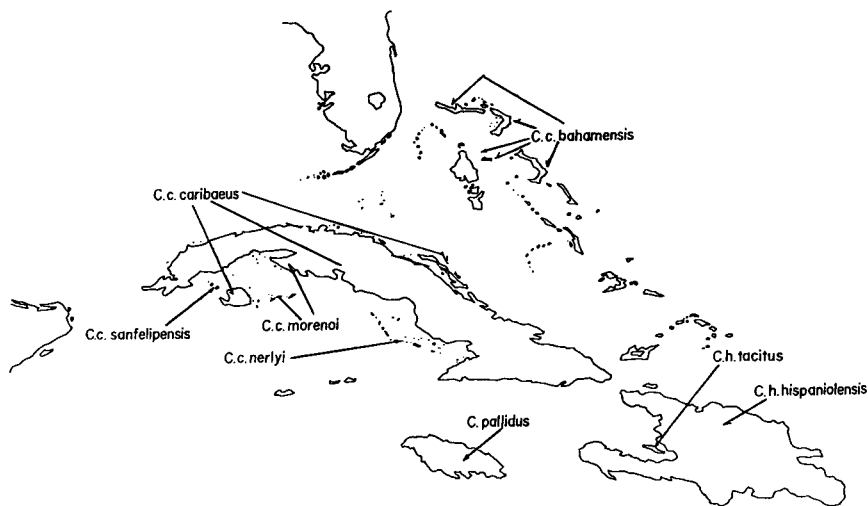 C.c. bahamensis
C.c. caribaeus
C.c. morenoi
C.c. sanfelipensis
C.c. nerlyi
C.h. tacitus
C.h. hispaniolensis
C. pallidus